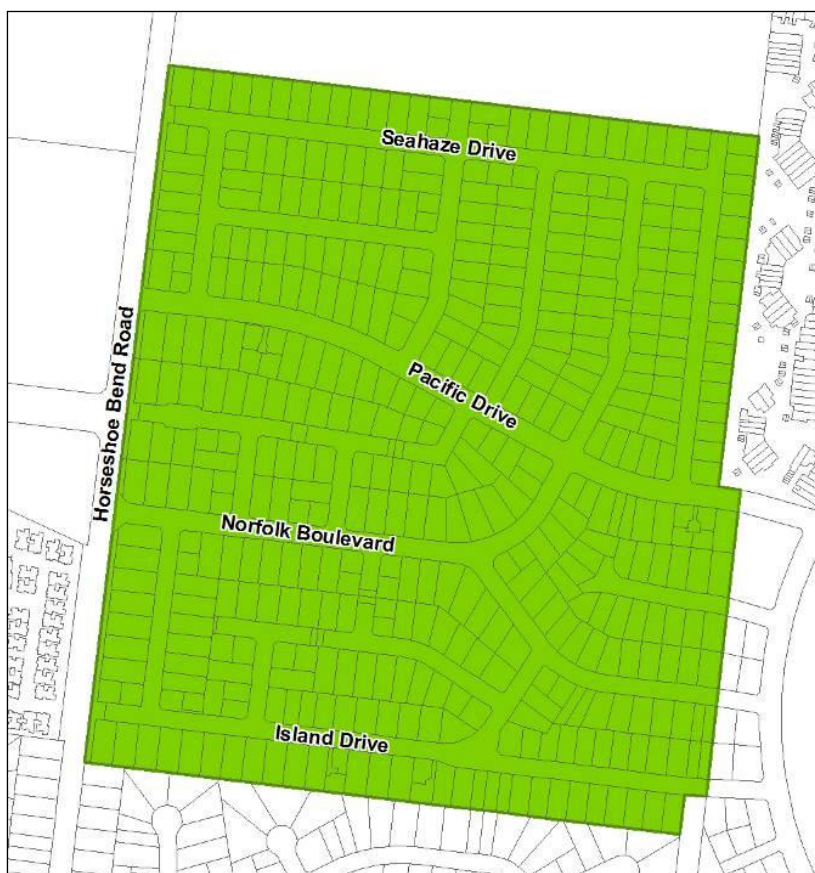 Seahaze Drive
Pacific Drive
Horseshoe Bend Road
Norfolk Boulevard
Island Drive